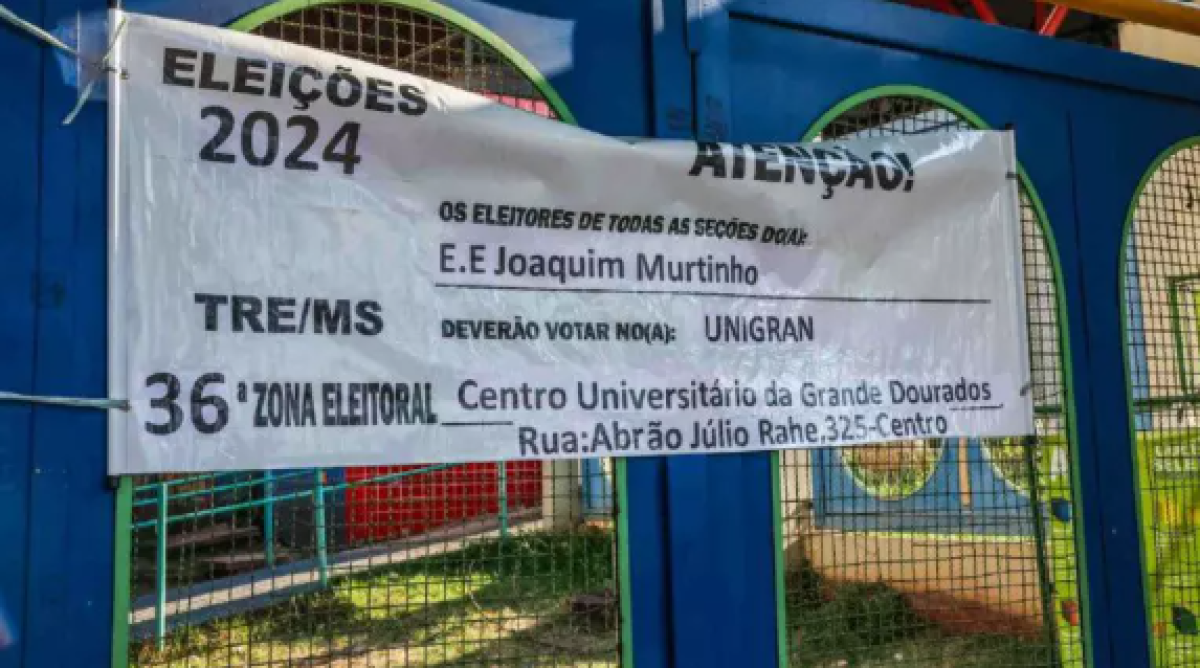 ELEIÇÕES
2024
ATENÇÃO!
OS ELEITORES DE TODAS AS SEÇÕES DO(A):
E.E Joaquim Murtinho
TRE/MS
DEVERÃO VOTAR NO(A): UNIGRAN
36ª ZONA ELEITORAL Centro Universitário da Grande Dourados
Rua:Abrão Júlio Rahe,325-Centro